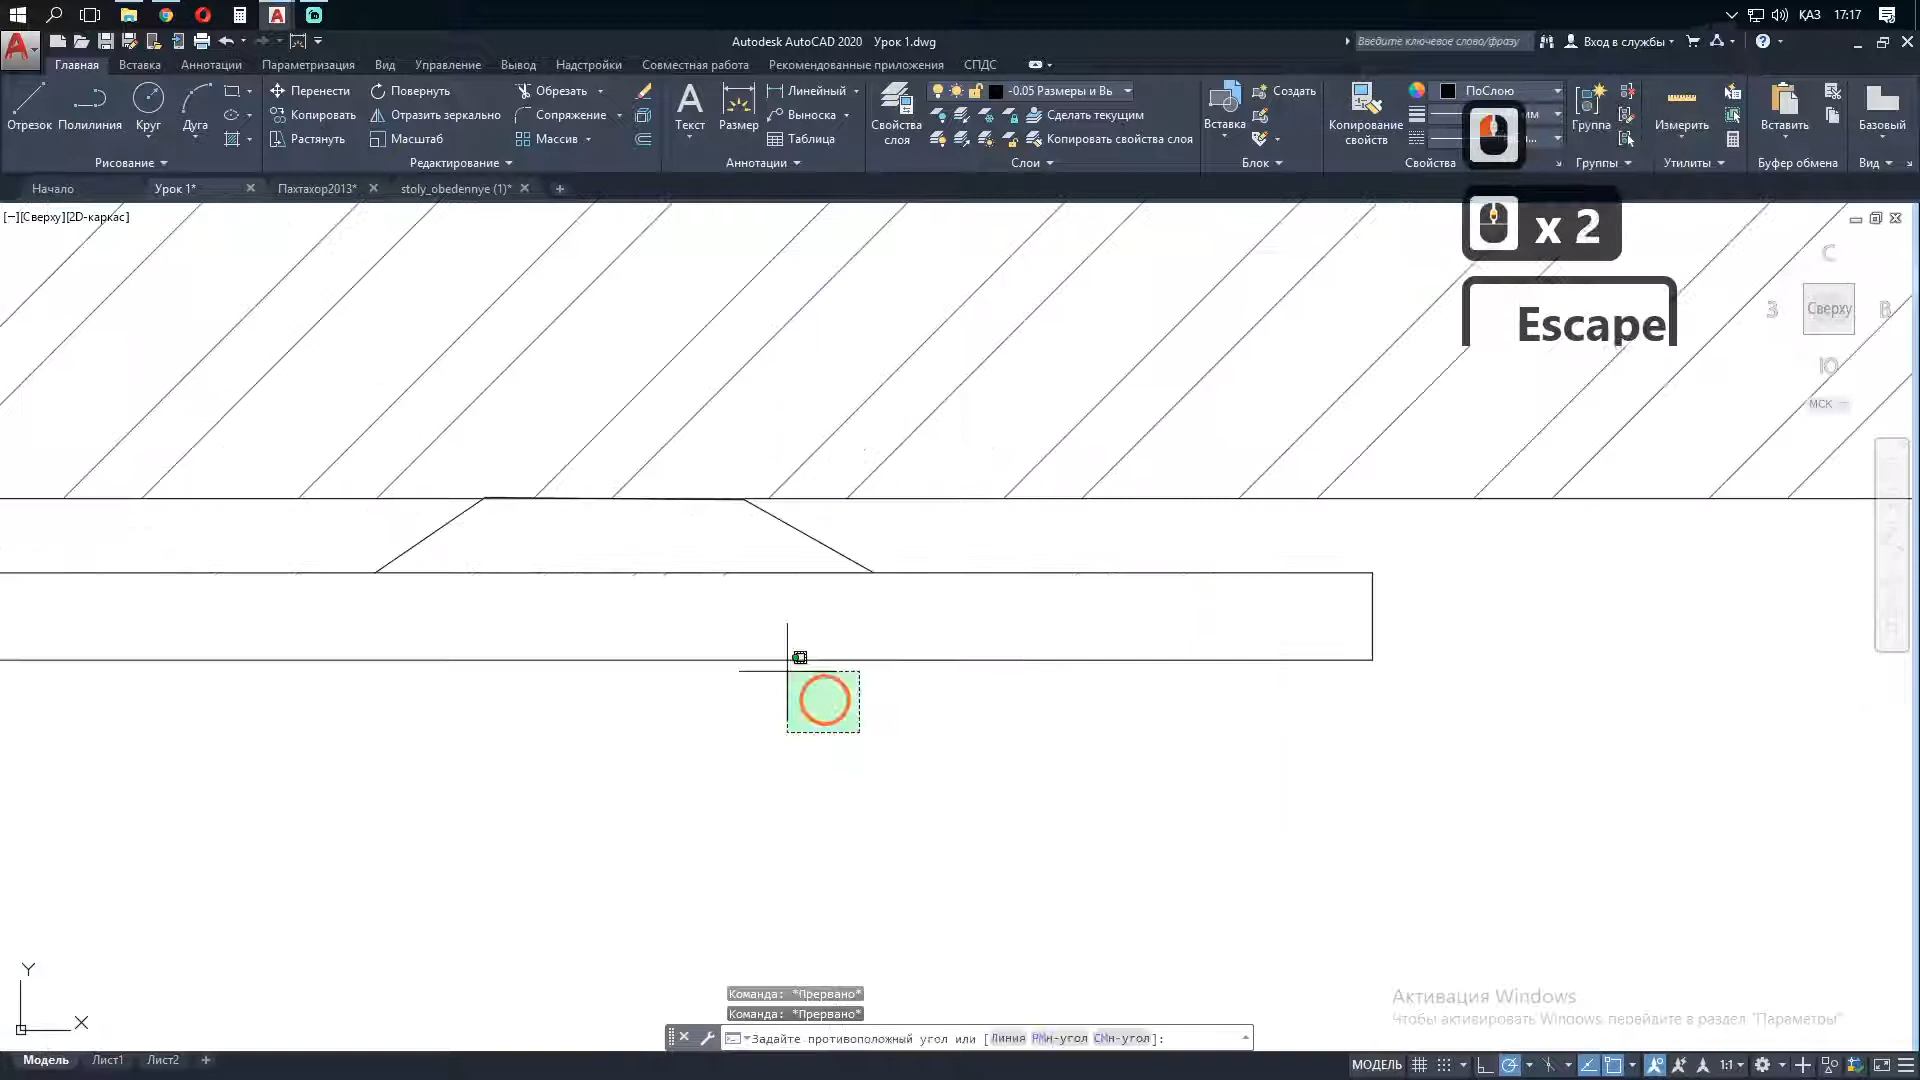 ҚАЗ 17:17
Autodesk AutoCAD 2020 Урок 1.dwg
Введите ключевое слово/фразу
Вход в службы
Главная Вставка Аннотации Параметризация Вид Управление Вывод Надстройки Совместная работа Рекомендованные приложения СПДС
Отрезок Полилиния Круг Дуга
Перенести Повернуть Обрезать
Копировать Отразить зеркально Сопряжение
Растянуть Масштаб Массив
Текст Размер
Линейный
Выноска
Таблица
Свойства слоя
-0.05 Размеры и Вь
Сделать текущим
Копировать свойства слоя
Вставка
Создать
Копирование свойств
ПоСлою
Группа
Измерить
Вставить
Базовый
Рисование Редактирование Аннотации Слои Блок Свойства Группы Утилиты Буфер обмена Вид
Начало Урок 1* Пахтахор2013* stoly_obedennye (1)*
[−][Сверху][2D-каркас]
x 2
Escape
С
З Сверху В
Ю
МСК
Y
X
Команда: *Прервано*
Команда: *Прервано*
Задайте противоположный угол или [Линия РМн-угол СМн-угол]:
Активация Windows
Чтобы активировать Windows, перейдите в раздел "Параметры"
Модель Лист1 Лист2 +
МОДЕЛЬ 1:1